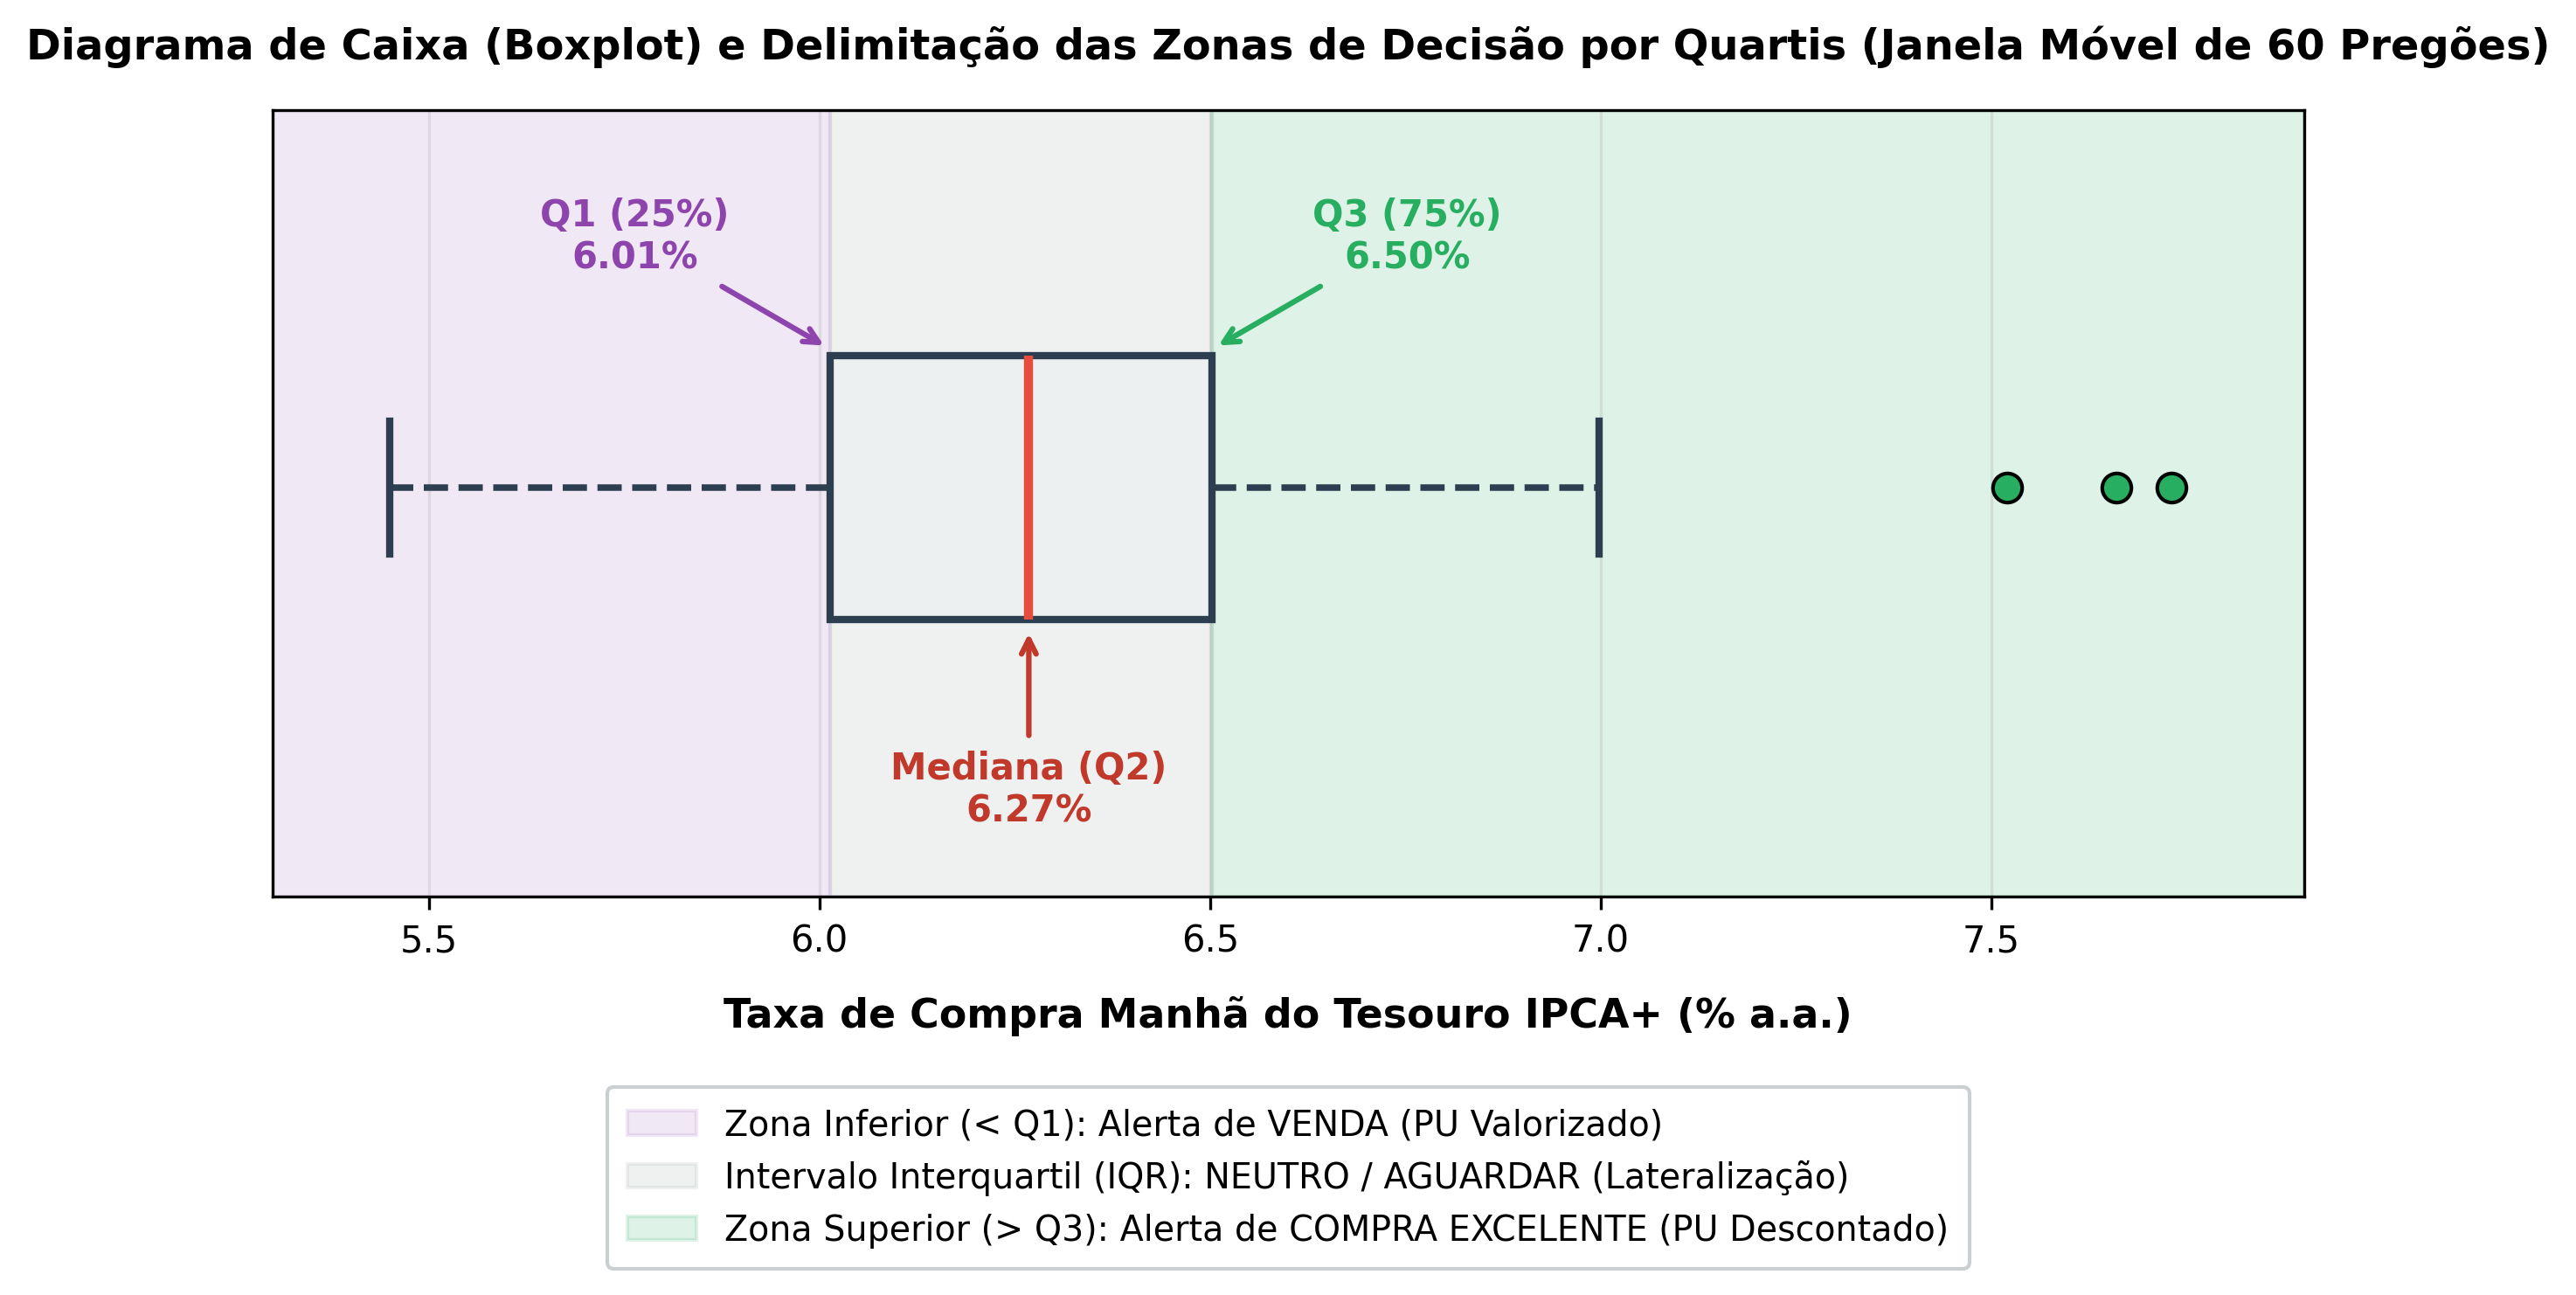 Diagrama de Caixa (Boxplot) e Delimitação das Zonas de Decisão por Quartis (Janela Móvel de 60 Pregões)
Q1 (25%)
6.01%
Q3 (75%)
6.50%
Mediana (Q2)
6.27%
5.5
6.0
6.5
7.0
7.5
Taxa de Compra Manhã do Tesouro IPCA+ (% a.a.)
Zona Inferior (< Q1): Alerta de VENDA (PU Valorizado)
Intervalo Interquartil (IQR): NEUTRO / AGUARDAR (Lateralização)
Zona Superior (> Q3): Alerta de COMPRA EXCELENTE (PU Descontado)